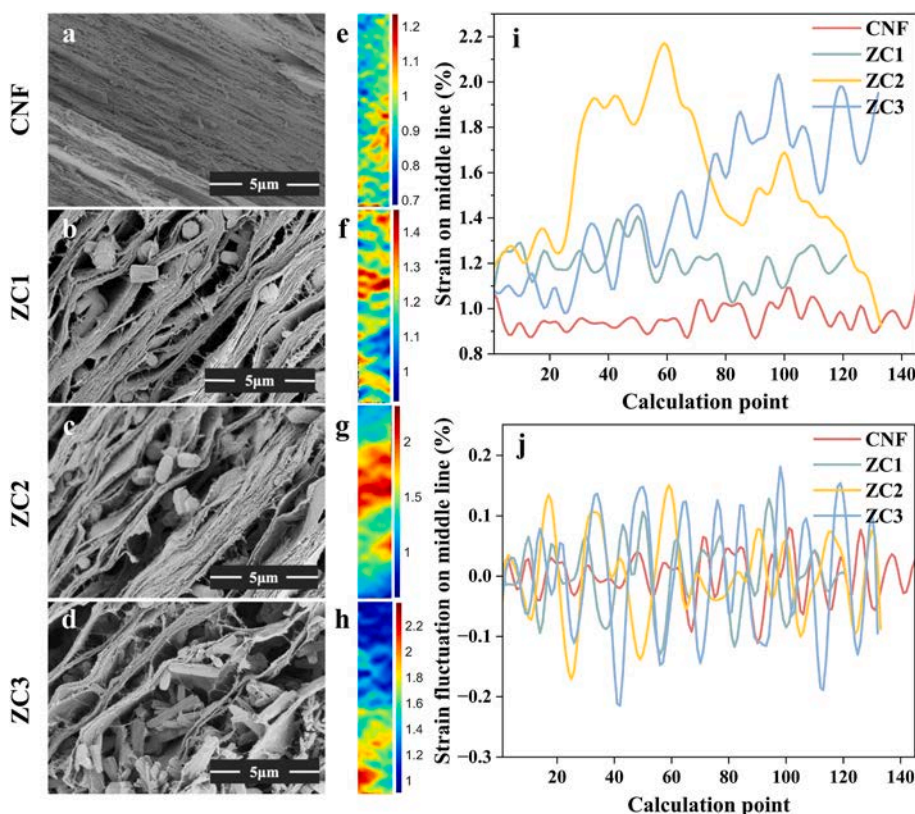 CNF
a
5μm
ZC1
b
5μm
ZC2
c
5μm
ZC3
d
5μm
e
1.2
1.1
1
0.9
0.8
0.7
f
1.4
1.3
1.2
1.1
1
g
2
1.5
1
h
2.2
2
1.8
1.6
1.4
1.2
1
i
CNF
ZC1
ZC2
ZC3
Strain on middle line (%)
2.2
2.0
1.8
1.6
1.4
1.2
1.0
0.8
20 40 60 80 100 120 140
Calculation point
j
CNF
ZC1
ZC2
ZC3
Strain fluctuation on middle line (%)
0.2
0.1
0.0
−0.1
−0.2
−0.3
20 40 60 80 100 120 140
Calculation point